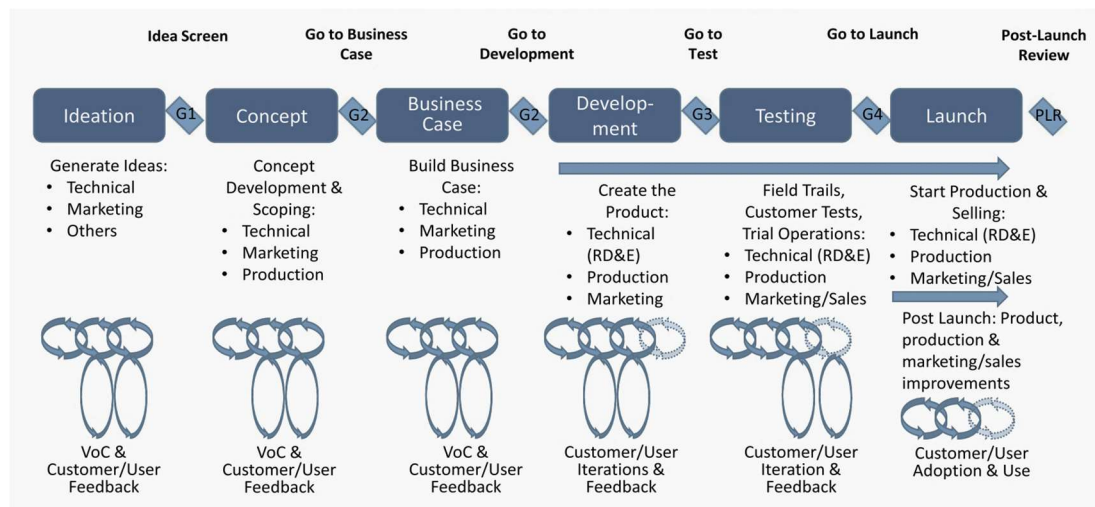 Idea Screen
Go to Business
Case
Go to
Development
Go to
Test
Go to Launch
Post-Launch
Review
Ideation
G1
Concept
G2
Business
Case
G2
Develop-
ment
G3
Testing
G4
Launch
PLR
Generate Ideas:
• Technical
• Marketing
• Others
Concept
Development &
Scoping:
• Technical
• Marketing
• Production
Build Business
Case:
• Technical
• Marketing
• Production
Create the
Product:
• Technical
(RD&E)
• Production
• Marketing
Field Trails,
Customer Tests,
Trial Operations:
• Technical (RD&E)
• Production
• Marketing/Sales
Start Production &
Selling:
• Technical (RD&E)
• Production
• Marketing/Sales
Post Launch: Product,
production &
marketing/sales
improvements
VoC &
Customer/User
Feedback
VoC &
Customer/User
Feedback
VoC &
Customer/User
Feedback
Customer/User
Iterations &
Feedback
Customer/User
Iteration &
Feedback
Customer/User
Adoption & Use